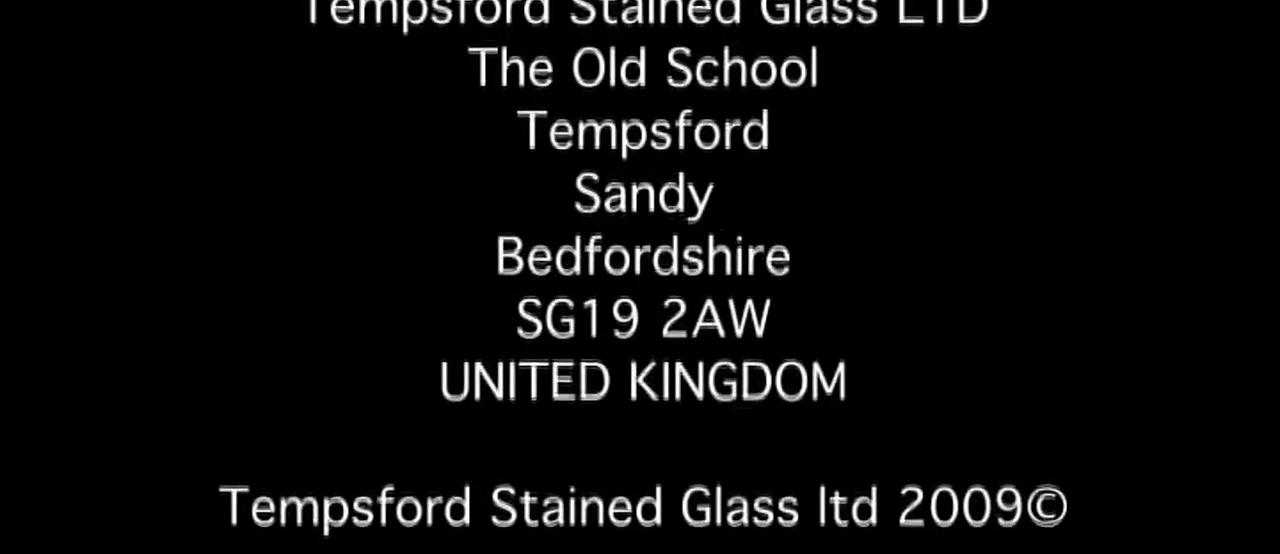 Tempsford Stained Glass LTD
The Old School
Tempsford
Sandy
Bedfordshire
SG19 2AW
UNITED KINGDOM
Tempsford Stained Glass ltd 2009©